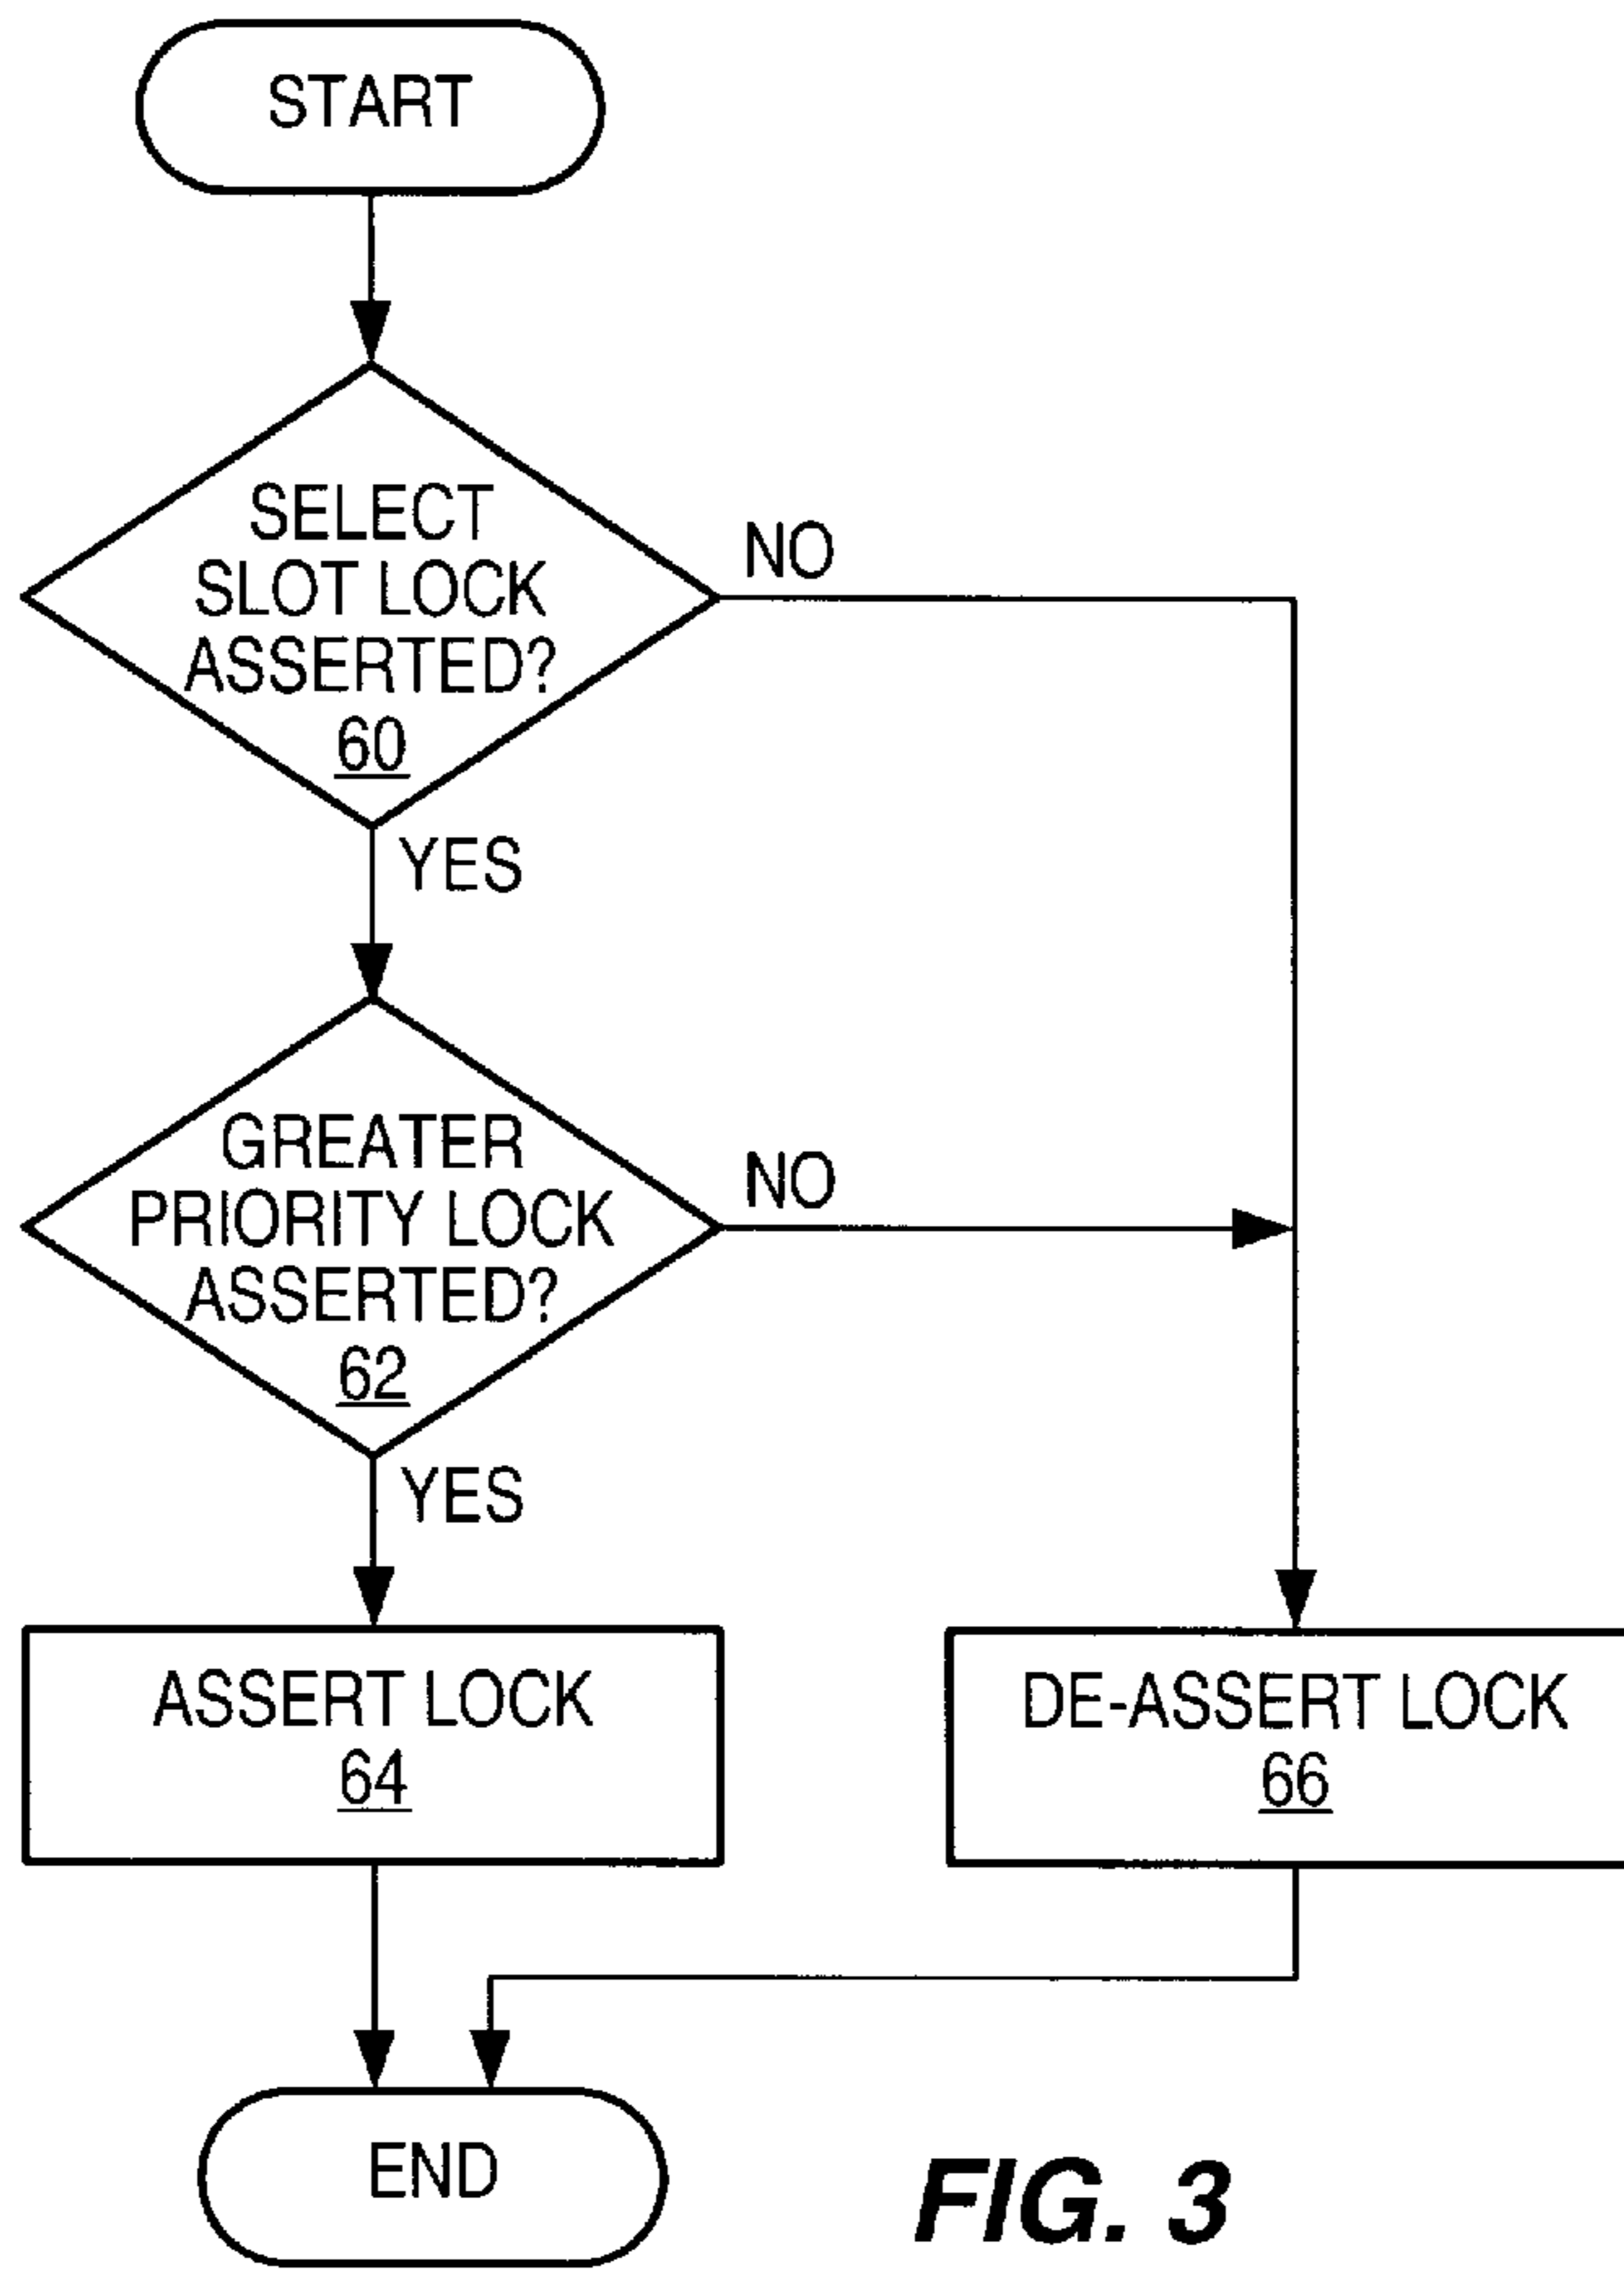 START
SELECT
SLOT LOCK
ASSERTED?
60
NO
YES
GREATER
PRIORITY LOCK
ASSERTED?
62
NO
YES
ASSERT LOCK
64
DE-ASSERT LOCK
66
END
FIG. 3